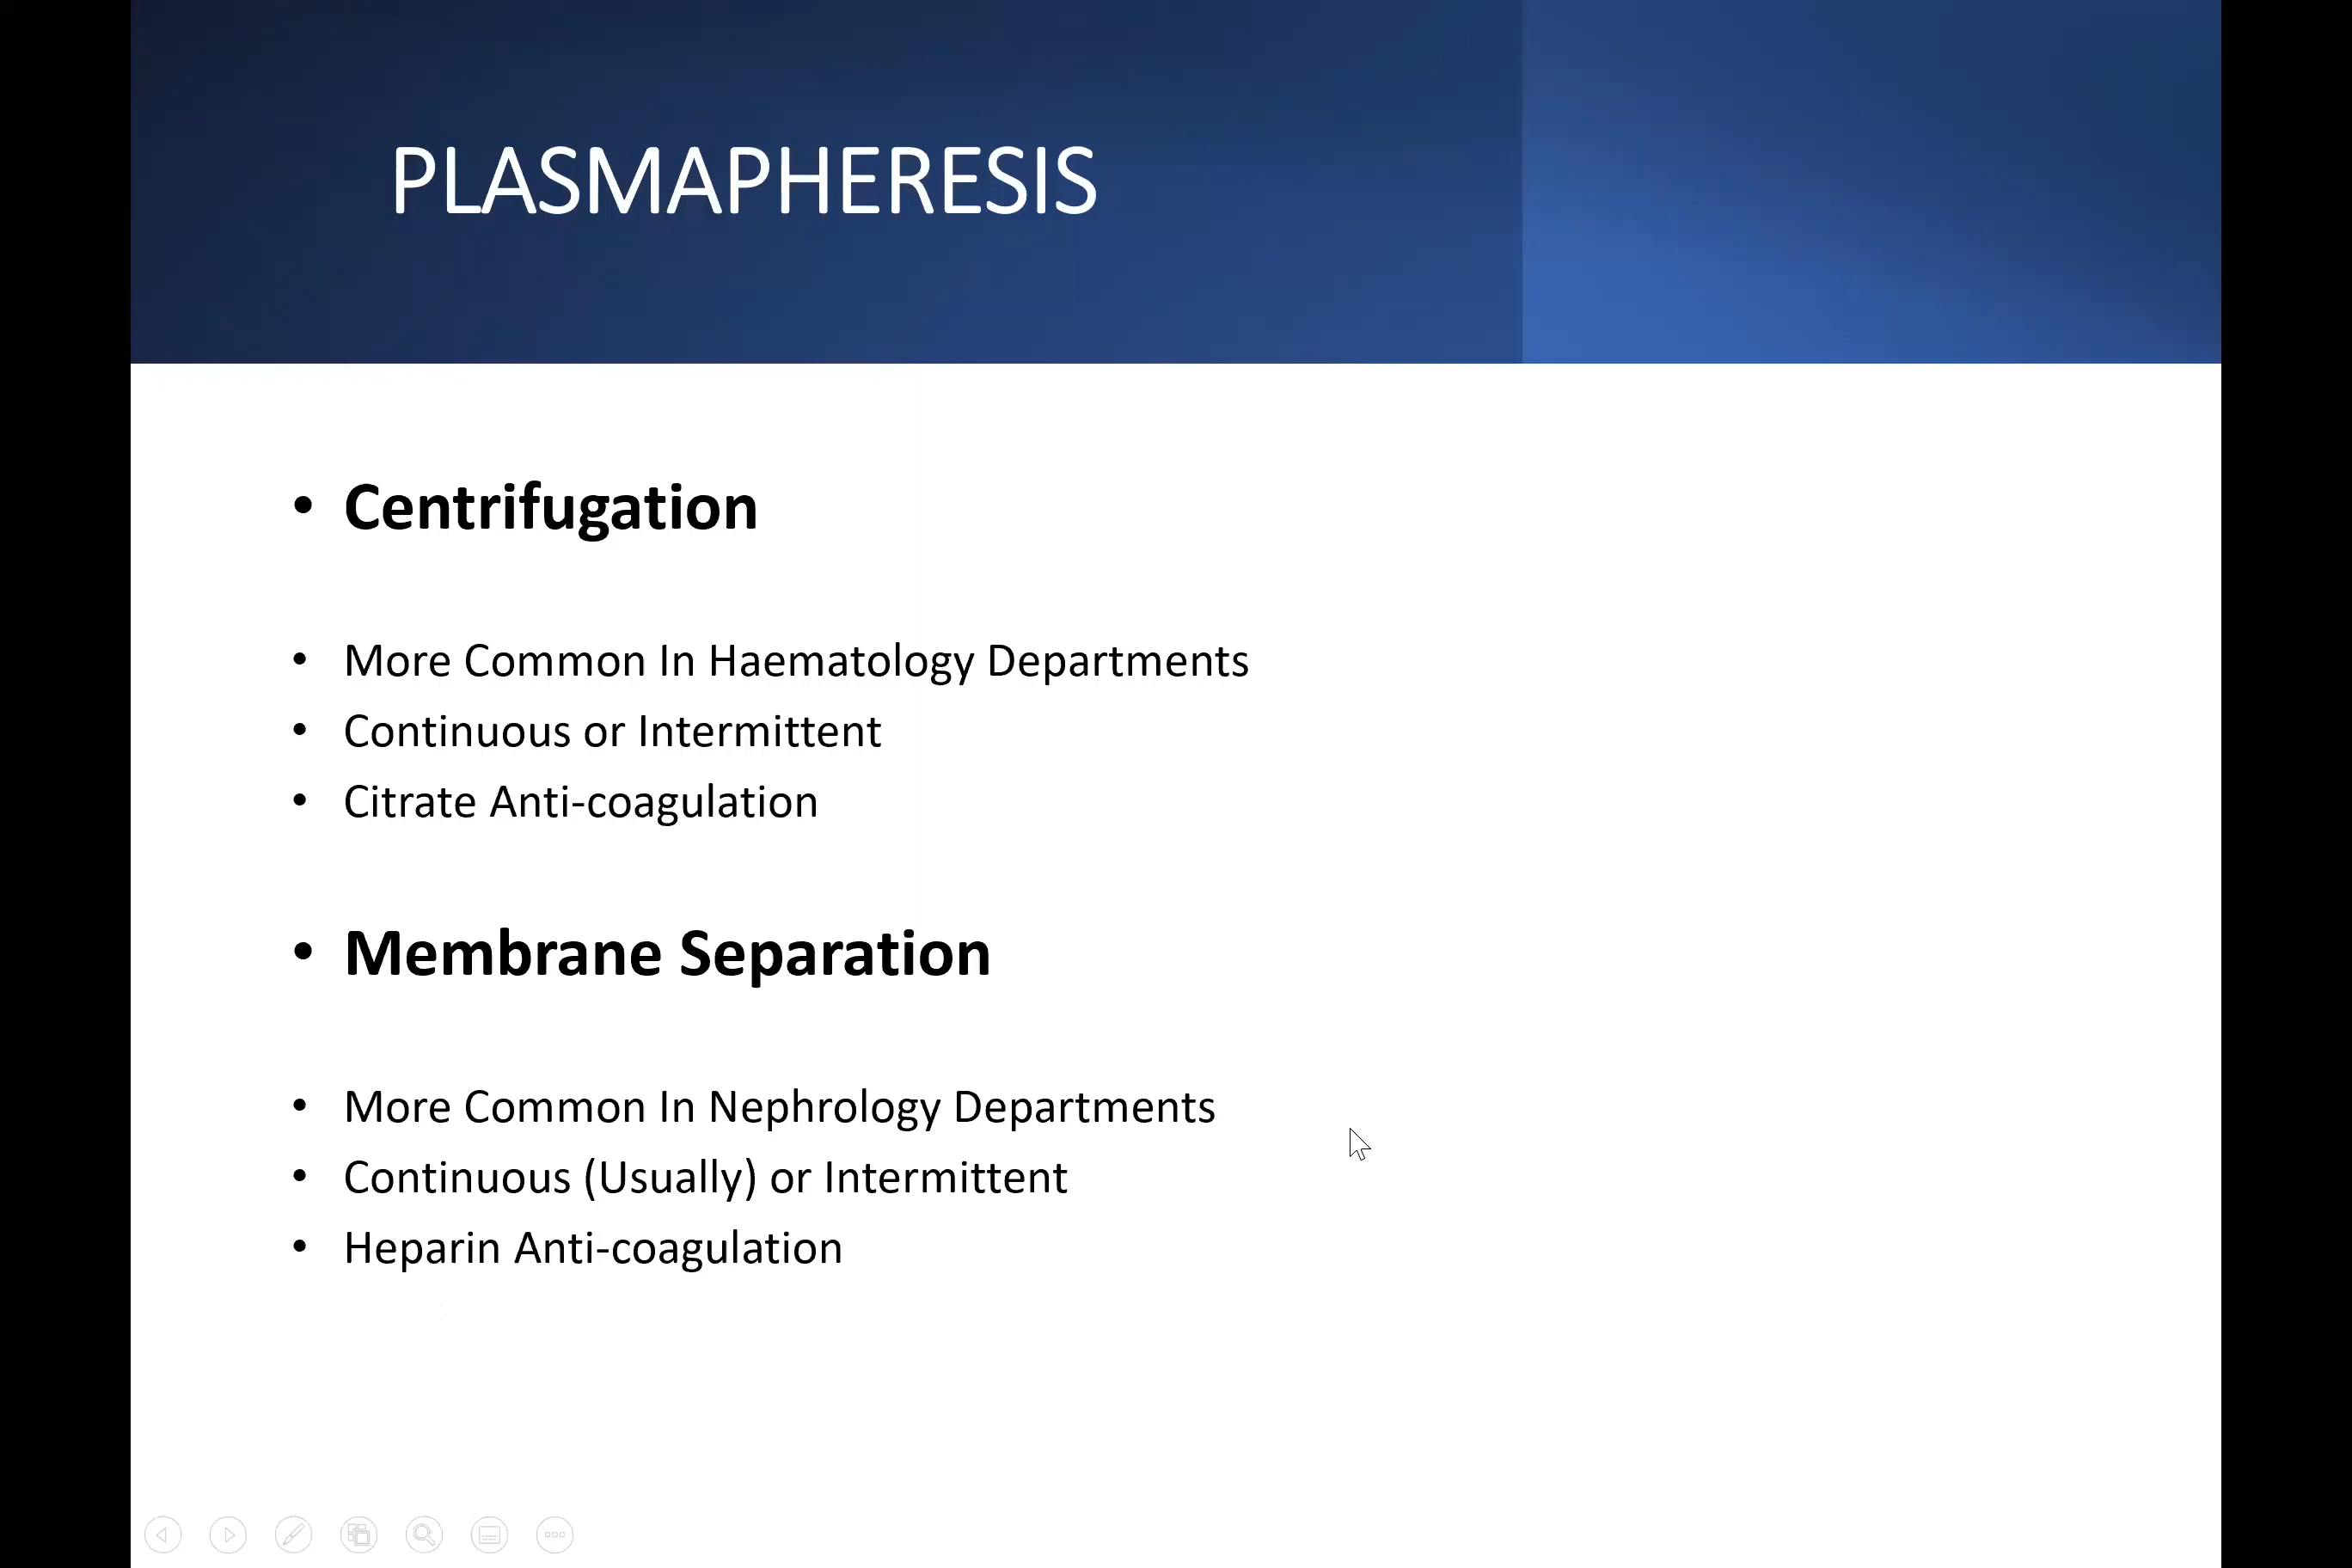 PLASMAPHERESIS
• Centrifugation
• More Common In Haematology Departments
• Continuous or Intermittent
• Citrate Anti-coagulation
• Membrane Separation
• More Common In Nephrology Departments
• Continuous (Usually) or Intermittent
• Heparin Anti-coagulation